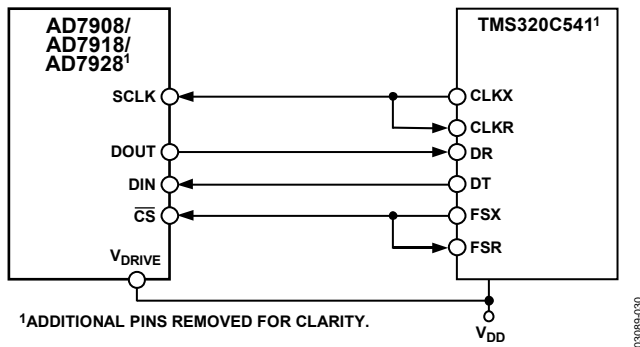 AD7908/
AD7918/
AD7928¹
TMS320C541¹
SCLK
CLKX
CLKR
DOUT
DR
DIN
DT
C̅S̅
FSX
FSR
VDRIVE
¹ADDITIONAL PINS REMOVED FOR CLARITY.
VDD
03089-030